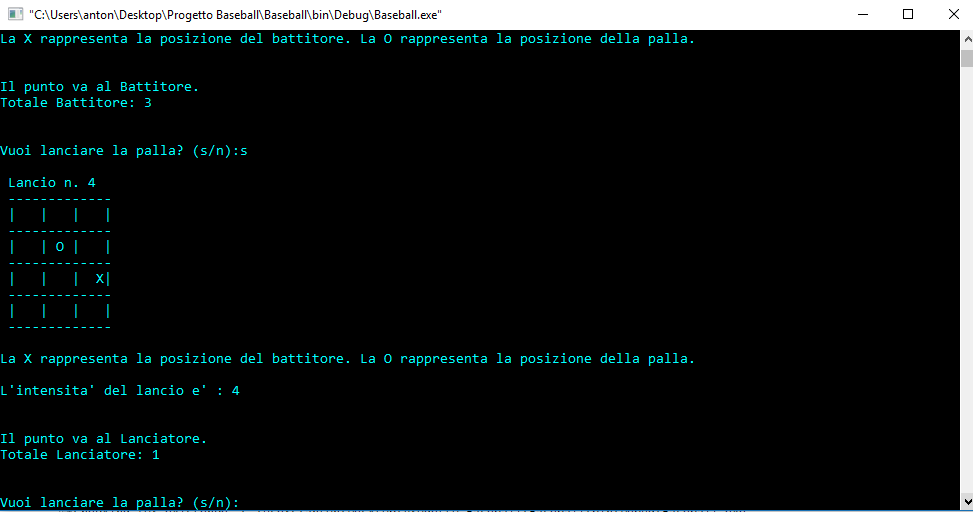 "C:\Users\anton\Desktop\Progetto Baseball\Baseball\bin\Debug\Baseball.exe"
La X rappresenta la posizione del battitore. La O rappresenta la posizione della palla.
Il punto va al Battitore.
Totale Battitore: 3
Vuoi lanciare la palla? (s/n):s
Lancio n. 4
-------------
|   |   |   |
-------------
|   | O |   |
-------------
|   |   |  X|
-------------
|   |   |   |
-------------
La X rappresenta la posizione del battitore. La O rappresenta la posizione della palla.
L'intensita' del lancio e' : 4
Il punto va al Lanciatore.
Totale Lanciatore: 1
Vuoi lanciare la palla? (s/n):